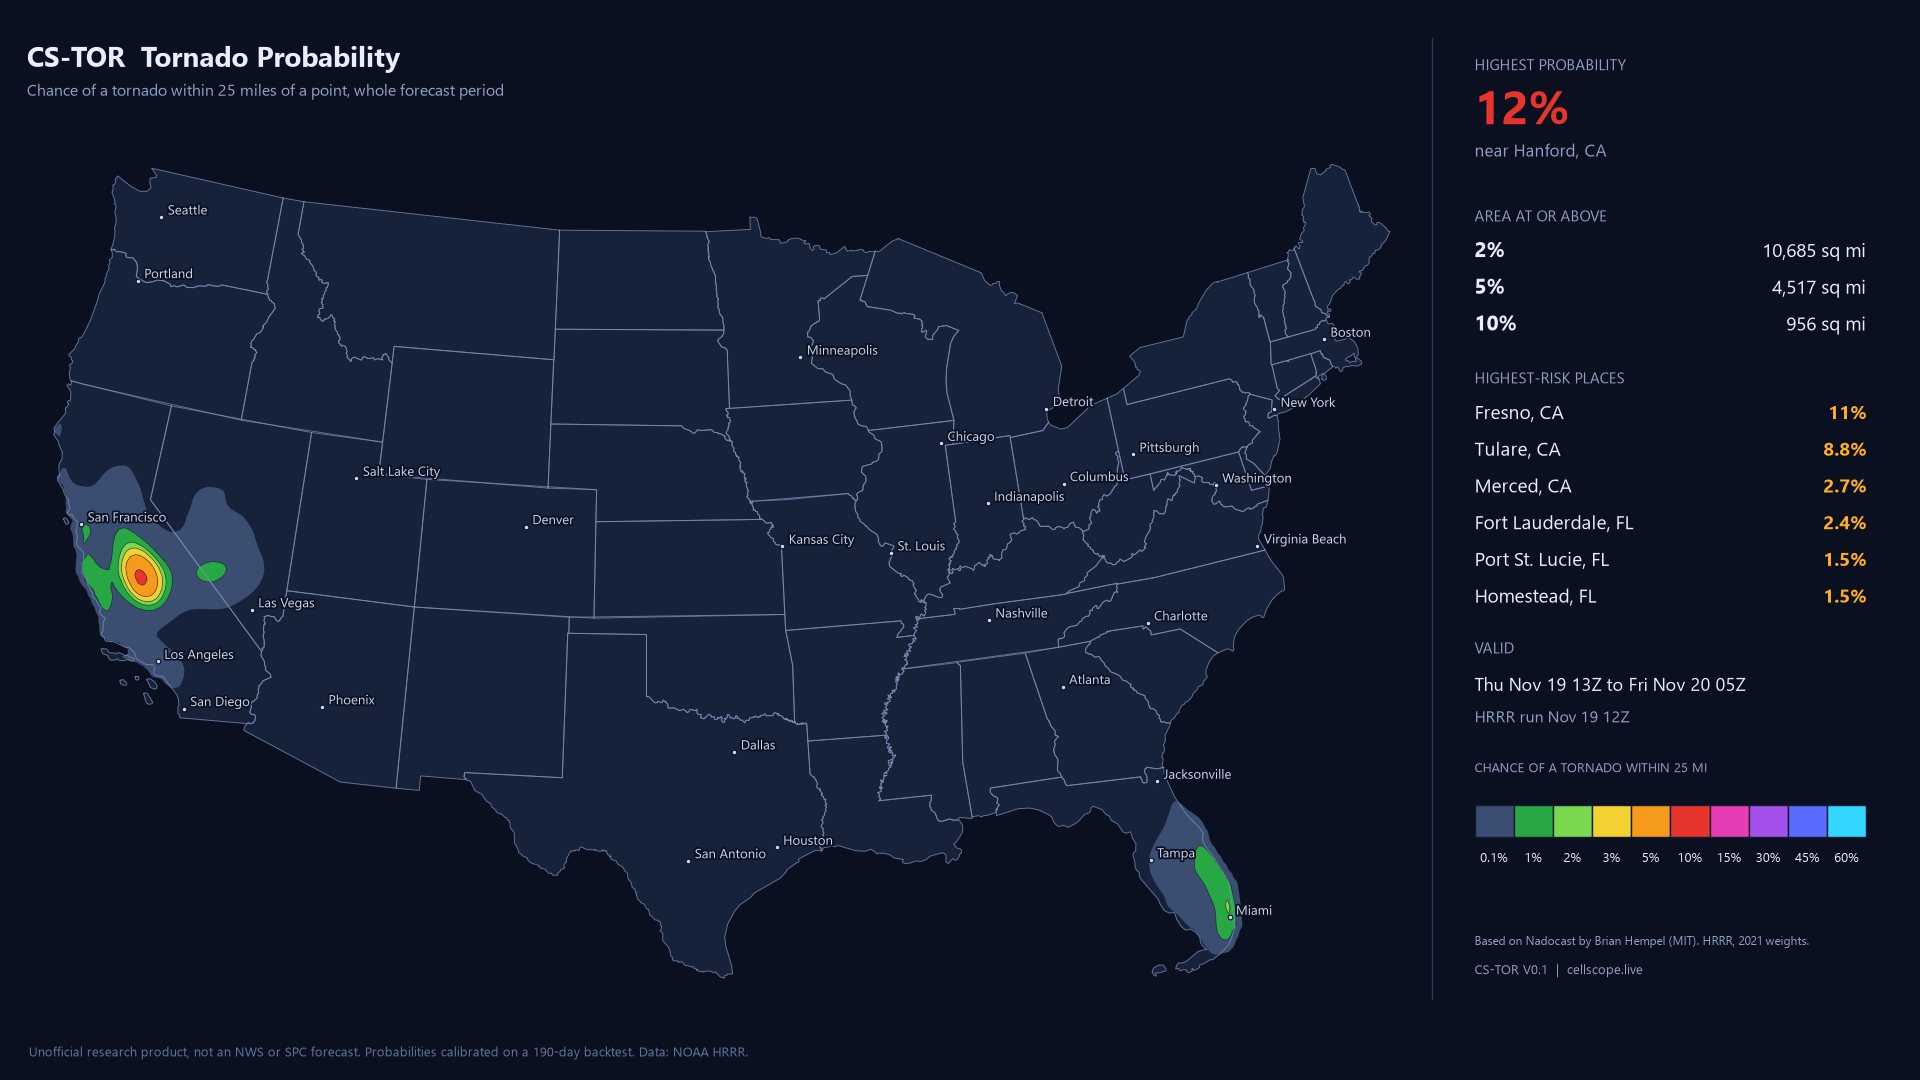 CS-TOR  Tornado Probability
Chance of a tornado within 25 miles of a point, whole forecast period
Seattle
Portland
Minneapolis
Boston
Detroit
New York
Chicago
Pittsburgh
Salt Lake City
Columbus
Washington
Indianapolis
San Francisco
Denver
Kansas City
St. Louis
Virginia Beach
Las Vegas
Nashville
Charlotte
Los Angeles
Atlanta
San Diego
Phoenix
Dallas
Jacksonville
Houston
San Antonio
Tampa
Miami
HIGHEST PROBABILITY
12%
near Hanford, CA
AREA AT OR ABOVE
2% 10,685 sq mi
5% 4,517 sq mi
10% 956 sq mi
HIGHEST-RISK PLACES
Fresno, CA 11%
Tulare, CA 8.8%
Merced, CA 2.7%
Fort Lauderdale, FL 2.4%
Port St. Lucie, FL 1.5%
Homestead, FL 1.5%
VALID
Thu Nov 19 13Z to Fri Nov 20 05Z
HRRR run Nov 19 12Z
CHANCE OF A TORNADO WITHIN 25 MI
0.1% 1% 2% 3% 5% 10% 15% 30% 45% 60%
Based on Nadocast by Brian Hempel (MIT). HRRR, 2021 weights.
CS-TOR V0.1 | cellscope.live
Unofficial research product, not an NWS or SPC forecast. Probabilities calibrated on a 190-day backtest. Data: NOAA HRRR.